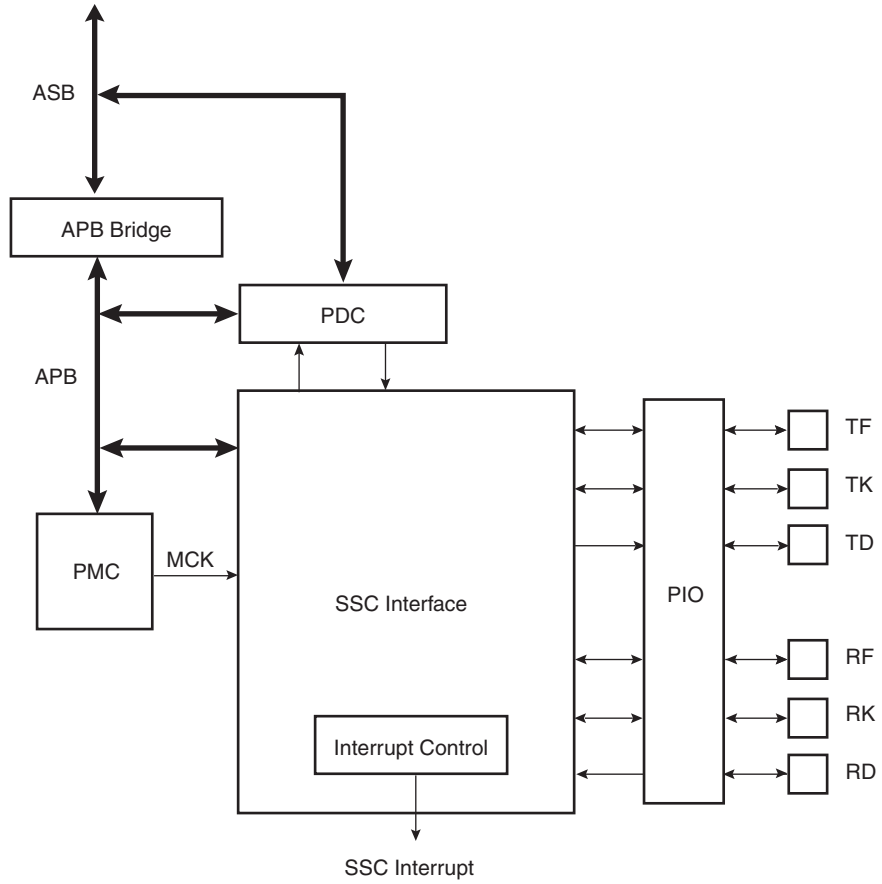 ASB
APB Bridge
PDC
APB
TF
TK
TD
PMC
MCK
SSC Interface
PIO
RF
RK
RD
Interrupt Control
SSC Interrupt